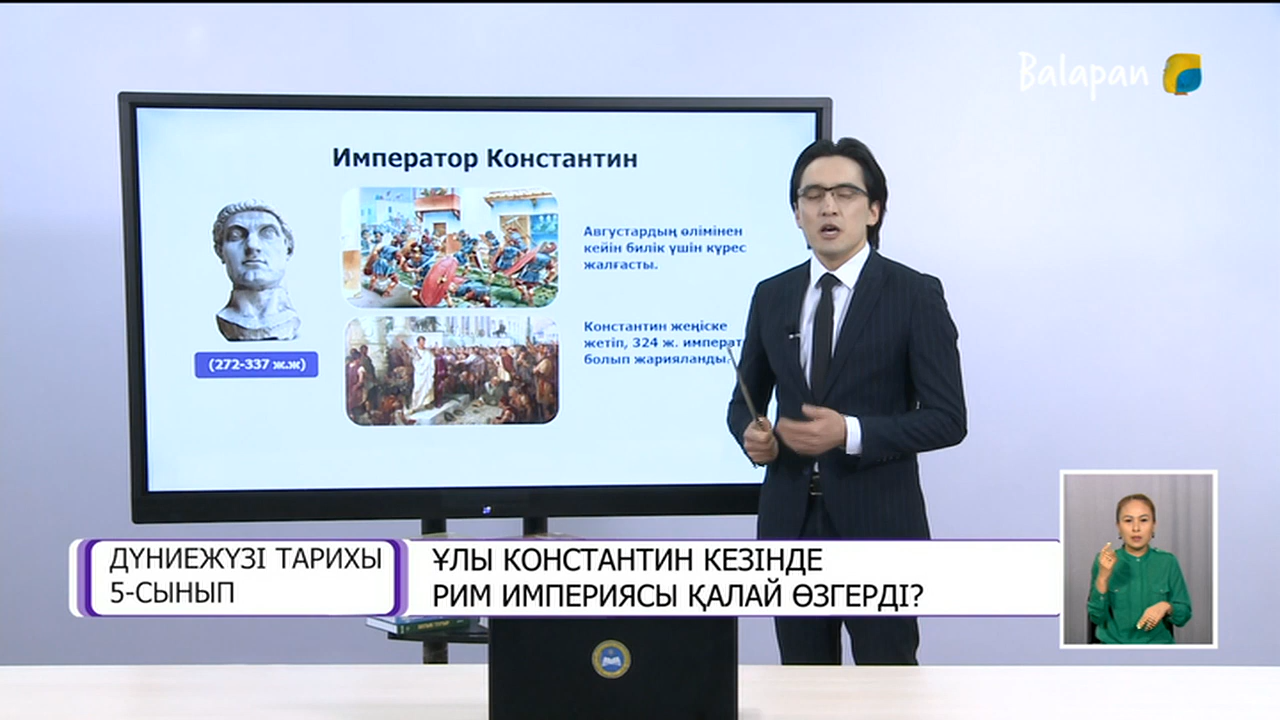 Balapan
Император Константин
Августардың өлімінен
кейін билік үшін күрес
жалғасты.
(272-337 ж.ж)
Константин жеңіске
жетіп, 324 ж. импера
болып жарияланды.
ДҮНИЕЖҮЗІ ТАРИХЫ
5-СЫНЫП
ҰЛЫ КОНСТАНТИН КЕЗІНДЕ
РИМ ИМПЕРИЯСЫ ҚАЛАЙ ӨЗГЕРДІ?